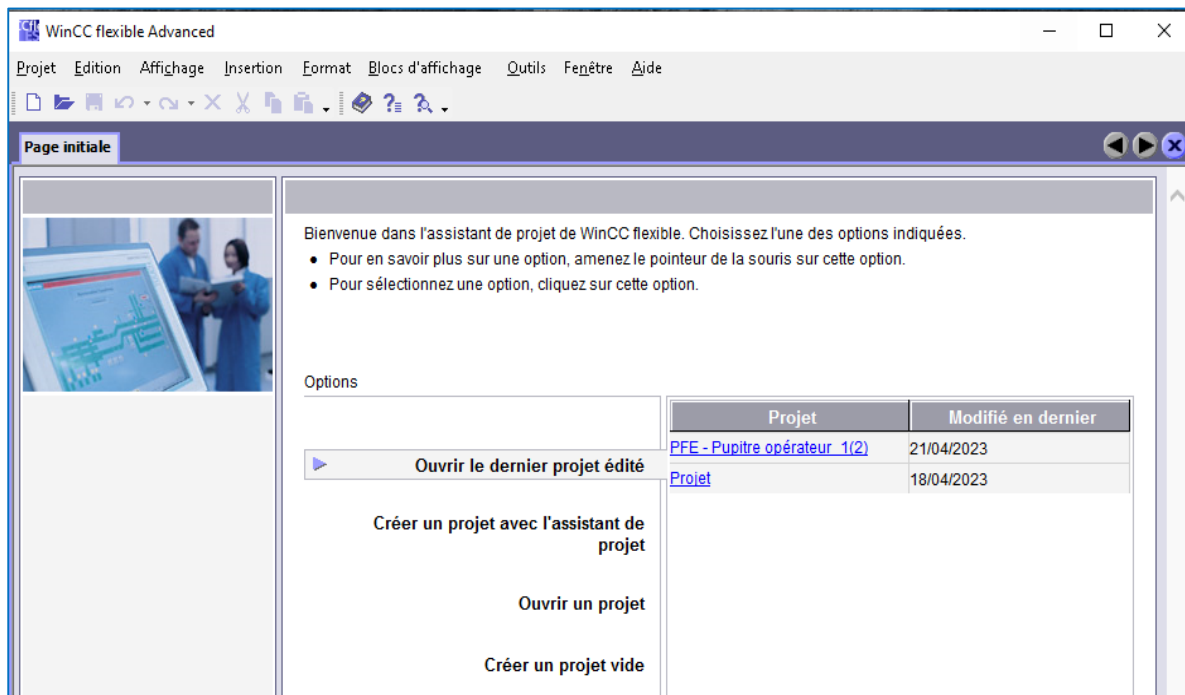 WinCC flexible Advanced
Projet Edition Affichage Insertion Format Blocs d'affichage Outils Fenêtre Aide
Page initiale
Bienvenue dans l'assistant de projet de WinCC flexible. Choisissez l'une des options indiquées.
• Pour en savoir plus sur une option, amenez le pointeur de la souris sur cette option.
• Pour sélectionnez une option, cliquez sur cette option.
Options
Projet Modifié en dernier
PFE - Pupitre opérateur_1(2) 21/04/2023
Ouvrir le dernier projet édité
Projet 18/04/2023
Créer un projet avec l'assistant de
projet
Ouvrir un projet
Créer un projet vide